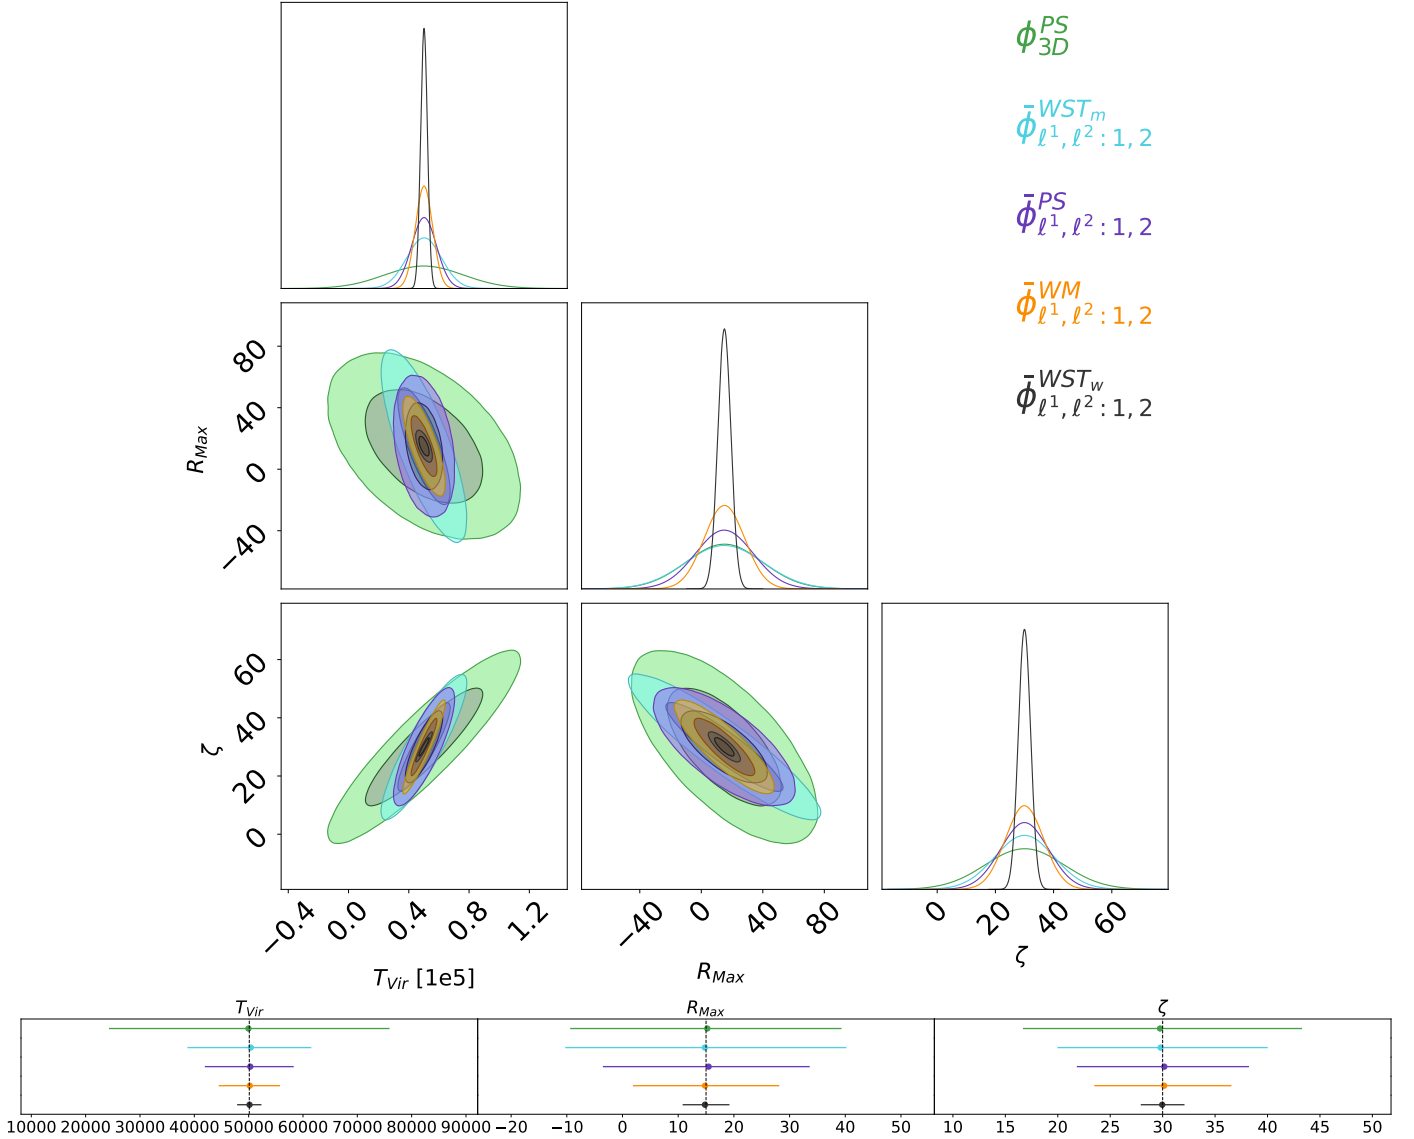 ϕ̄^{PS}_{3D}
ϕ̄^{WST_m}_{ℓ^1, ℓ^2 : 1, 2}
ϕ̄^{PS}_{ℓ^1, ℓ^2 : 1, 2}
ϕ̄^{WM}_{ℓ^1, ℓ^2 : 1, 2}
ϕ̄^{WST_w}_{ℓ^1, ℓ^2 : 1, 2}
80
40
0
−40
R_{Max}
60
40
20
0
ζ
−0.4 0.0 0.4 0.8 1.2
−40 0 40 80
0 20 40 60
T_{Vir} [1e5]
R_{Max}
ζ
T_{Vir}
R_{Max}
ζ
10000 20000 30000 40000 50000 60000 70000 80000 90000
−20 −10 0 10 20 30 40 50
10 15 20 25 30 35 40 45 50